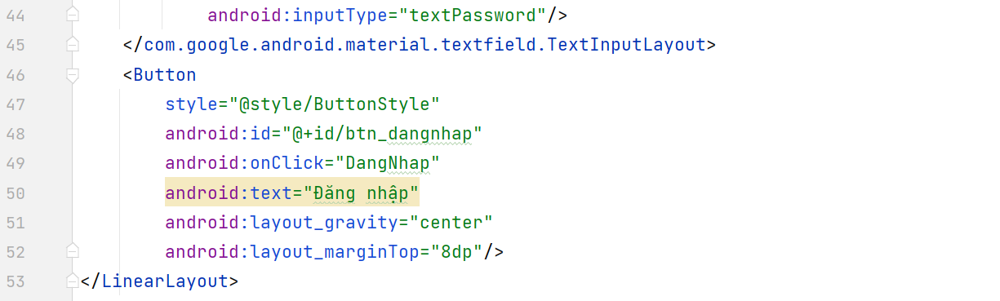 44 android:inputType="textPassword"/>
45 </com.google.android.material.textfield.TextInputLayout>
46 <Button
47 style="@style/ButtonStyle"
48 android:id="@+id/btn_dangnhap"
49 android:onClick="DangNhap"
50 android:text="Đăng nhập"
51 android:layout_gravity="center"
52 android:layout_marginTop="8dp"/>
53 </LinearLayout>